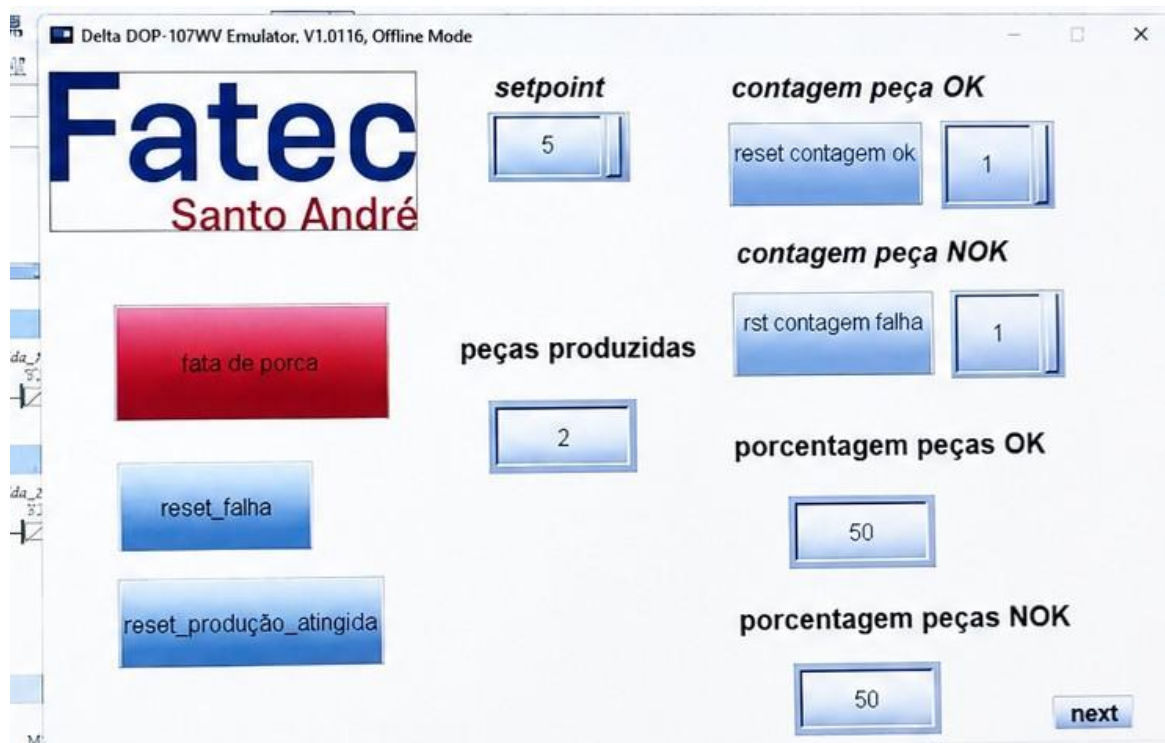 Delta DOP-107WV Emulator, V1.0116, Offline Mode
Fatec
Santo André
setpoint
5
contagem peça OK
reset contagem ok
1
contagem peça NOK
rst contagem falha
1
fata de porca
peças produzidas
2
porcentagem peças OK
50
reset_falha
reset_produção_atingida
porcentagem peças NOK
50
next